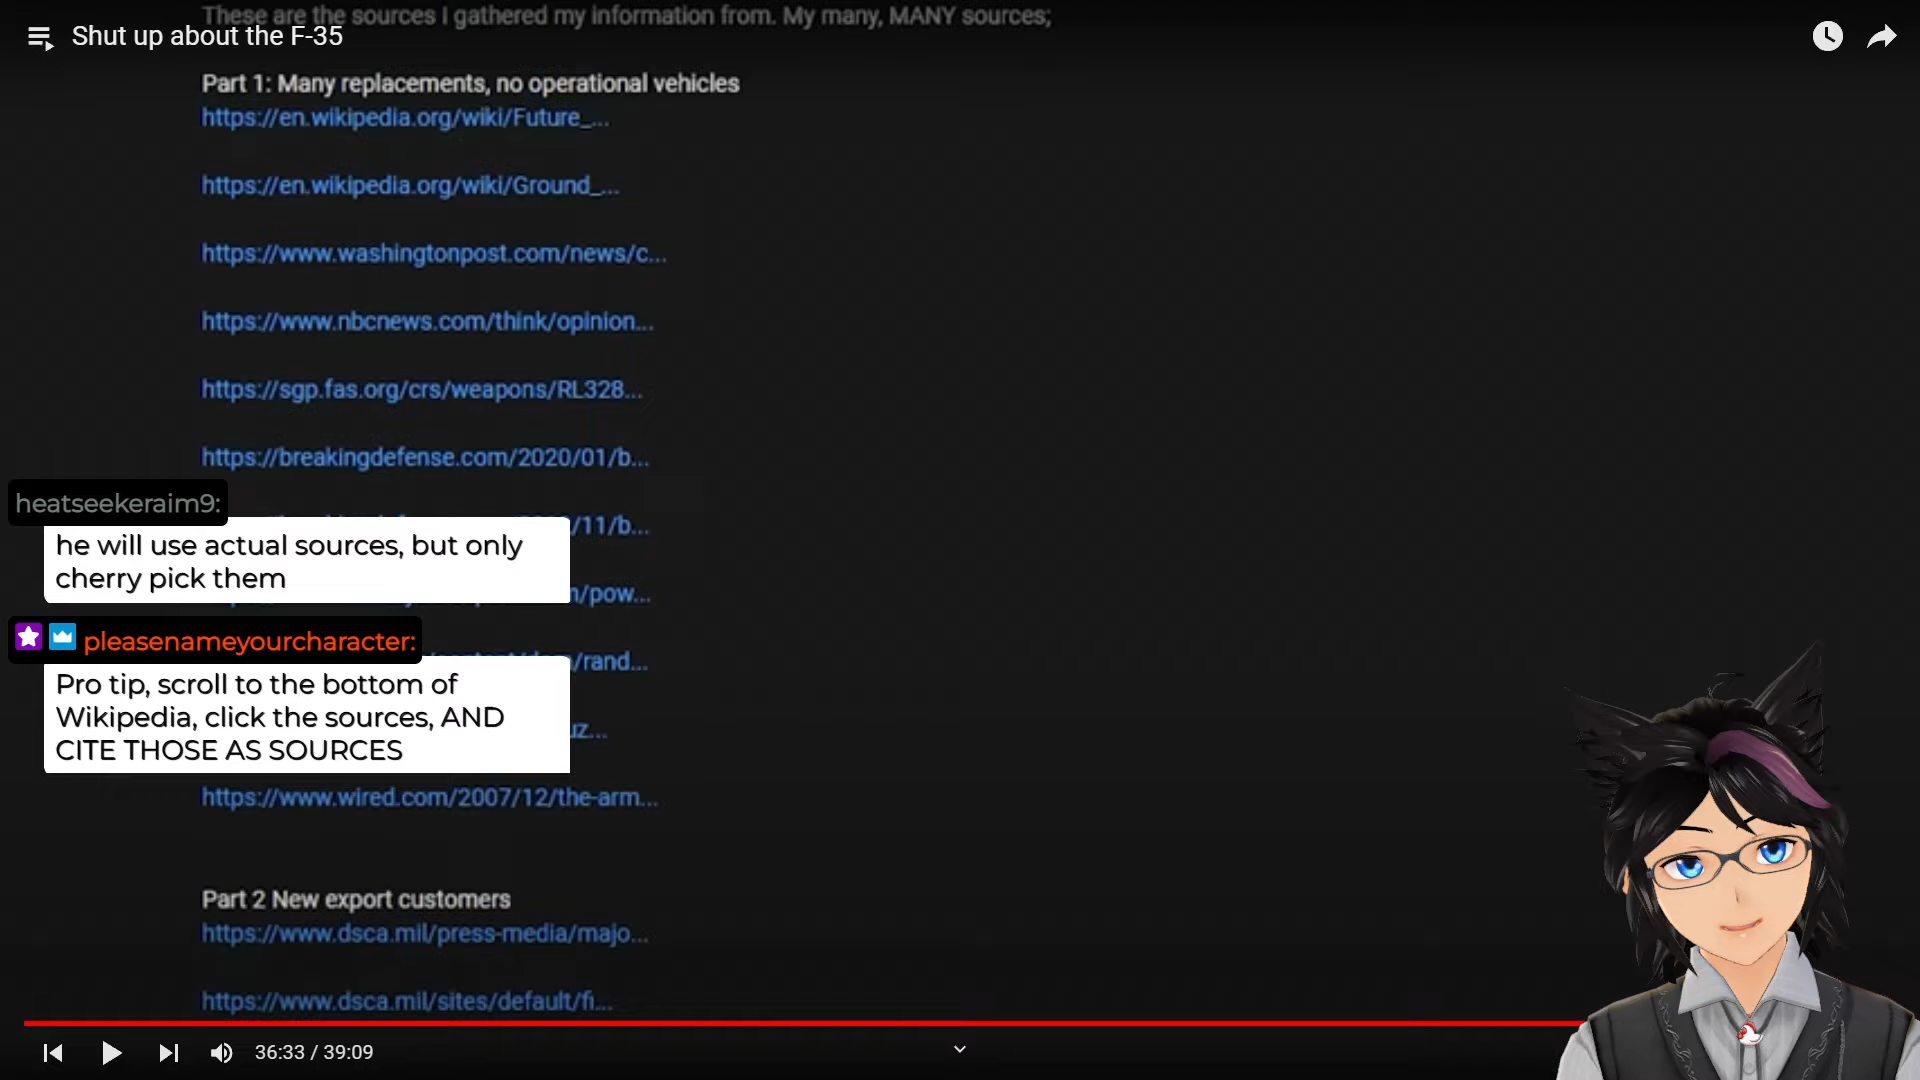 These are the sources I gathered my information from. My many, MANY sources;
Shut up about the F-35
Part 1: Many replacements, no operational vehicles
https://en.wikipedia.org/wiki/Future_...
https://en.wikipedia.org/wiki/Ground_...
https://www.washingtonpost.com/news/c...
https://www.nbcnews.com/think/opinion...
https://sgp.fas.org/crs/weapons/RL328...
https://breakingdefense.com/2020/01/b...
heatseekeraim9:
/11/b...
he will use actual sources, but only
cherry pick them
/pow...
pleasenameyourcharacter:
/rand...
Pro tip, scroll to the bottom of
Wikipedia, click the sources, AND
CITE THOSE AS SOURCES
https://www.wired.com/2007/12/the-arm...
Part 2 New export customers
https://www.dsca.mil/press-media/majo...
https://www.dsca.mil/sites/default/fi...
36:33 / 39:09